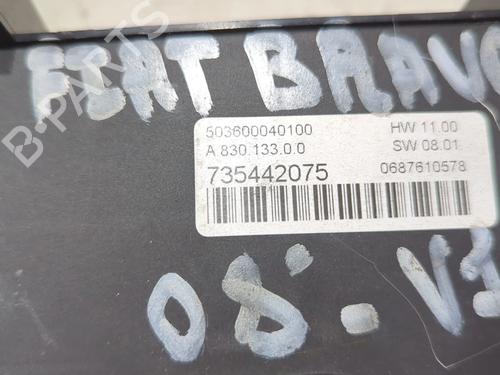 FIAT BRAVO
503600040100 HW 11.00
A 830.133.0.0 SW 08.01
735442075 0687610578
08.-
B-Parts